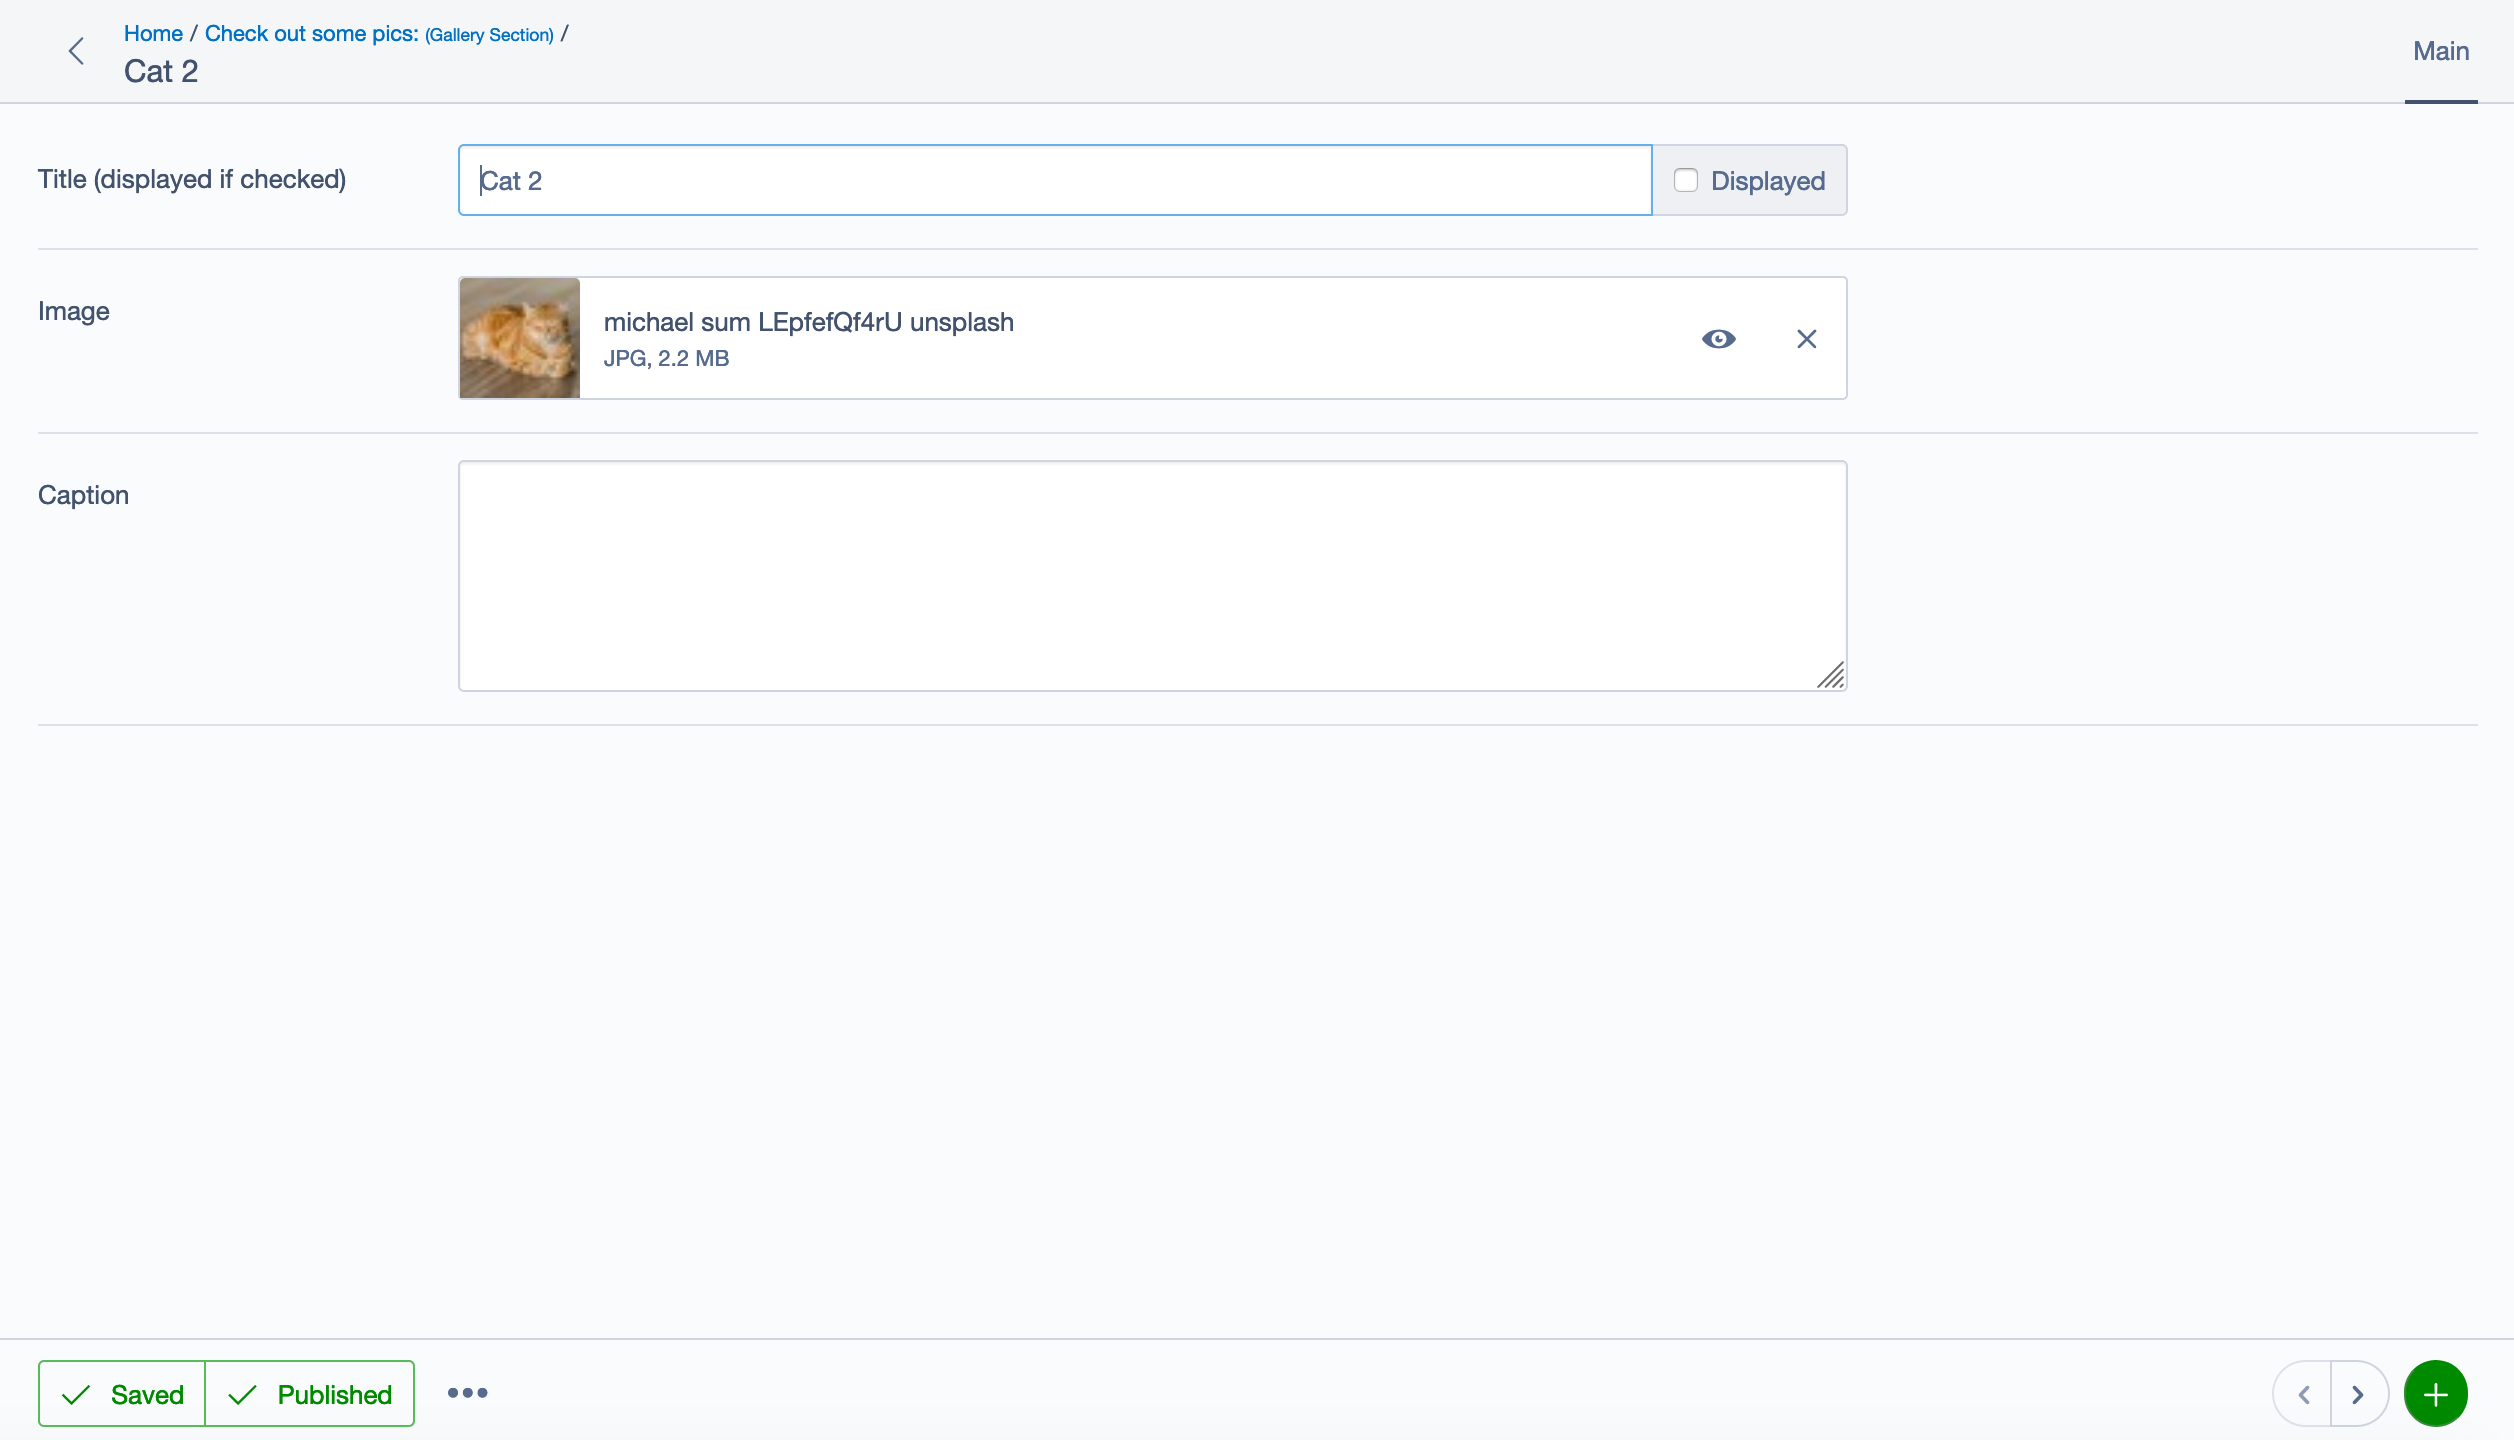 Home / Check out some pics: (Gallery Section) /
Cat 2
Main
Title (displayed if checked)
Cat 2
Displayed
Image
michael sum LEpfefQf4rU unsplash
JPG, 2.2 MB
Caption
Saved
Published